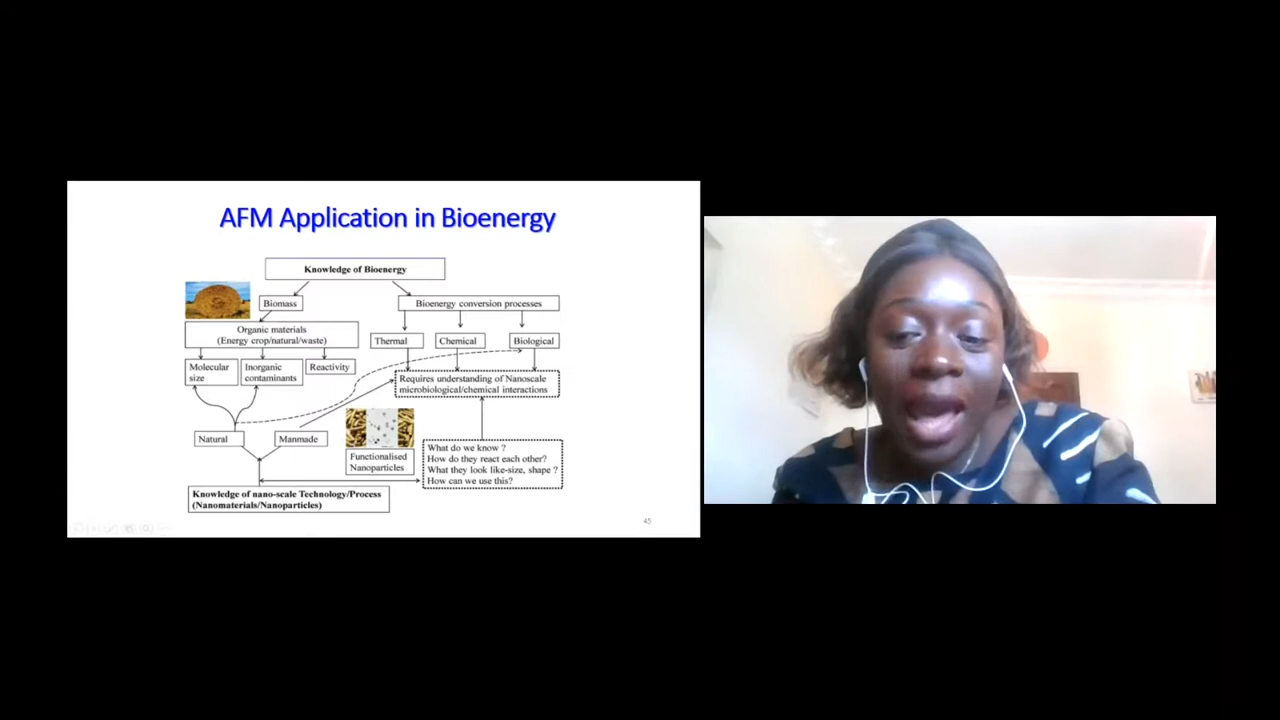 AFM Application in Bioenergy
Knowledge of Bioenergy
Biomass
Bioenergy conversion processes
Organic materials
(Energy crop/natural/waste)
Thermal
Chemical
Biological
Molecular
size
Inorganic
contaminants
Reactivity
Requires understanding of Nanoscale
microbiological/chemical interactions
Natural
Manmade
Functionalised
Nanoparticles
What do we know ?
How do they react each other?
What they look like-size, shape ?
How can we use this?
Knowledge of nano-scale Technology/Process
(Nanomaterials/Nanoparticles)
45